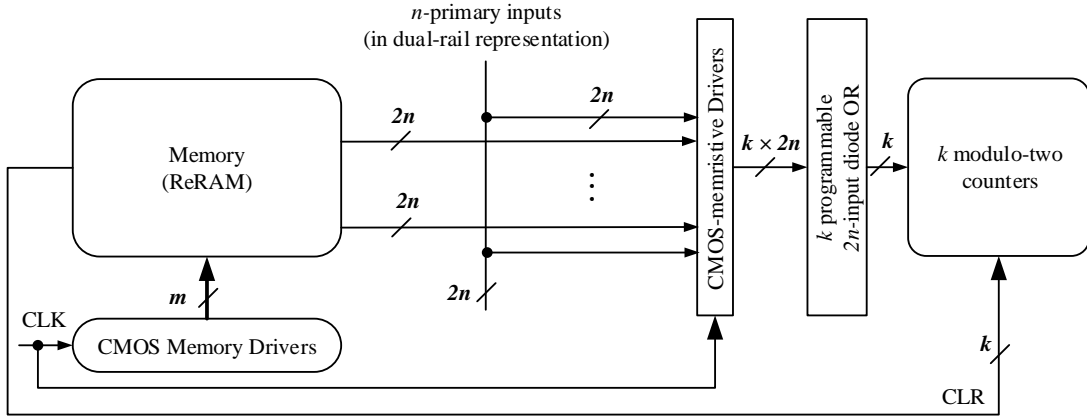 n-primary inputs
(in dual-rail representation)
Memory
(ReRAM)
2n
2n
2n
2n
⋮
CMOS-memristive Drivers
k × 2n
k programmable
2n-input diode OR
k
k modulo-two
counters
m
CLK
CMOS Memory Drivers
k
CLR